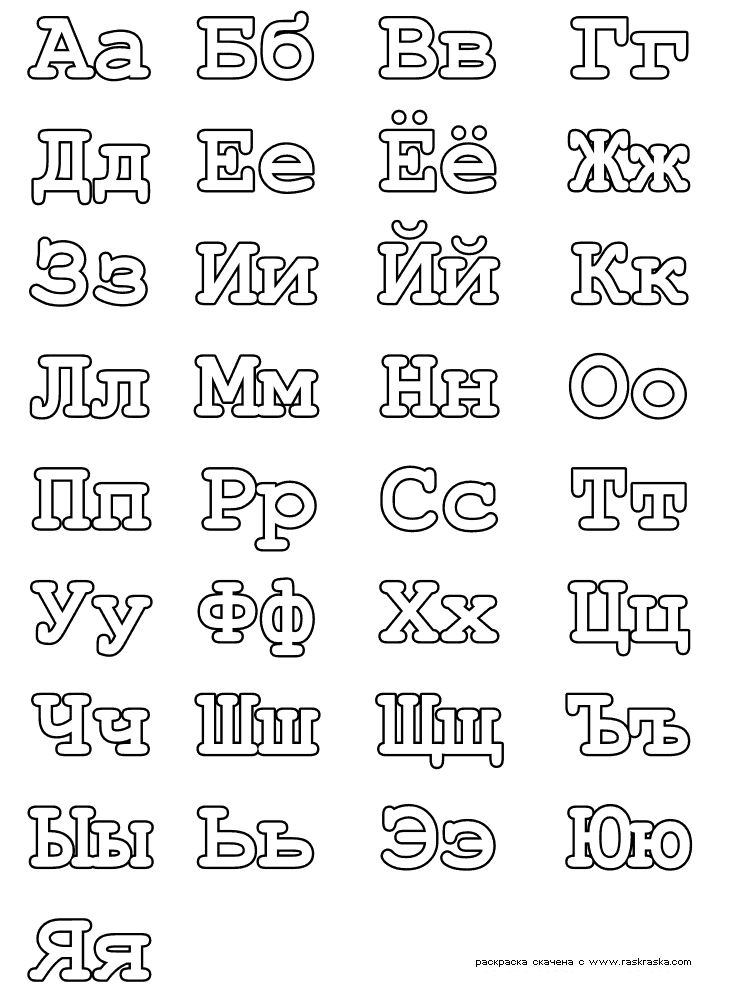 Аа Бб Вв Гг
Дд Ее Ёё Жж
Зз Ии Йй Кк
Лл Мм Нн Оо
Пп Рр Сс Тт
Уу Фф Хх Цц
Чч Шш Щщ Ъъ
Ыы Ьь Ээ Юю
Яя
раскраска скачена с www.raskraska.com